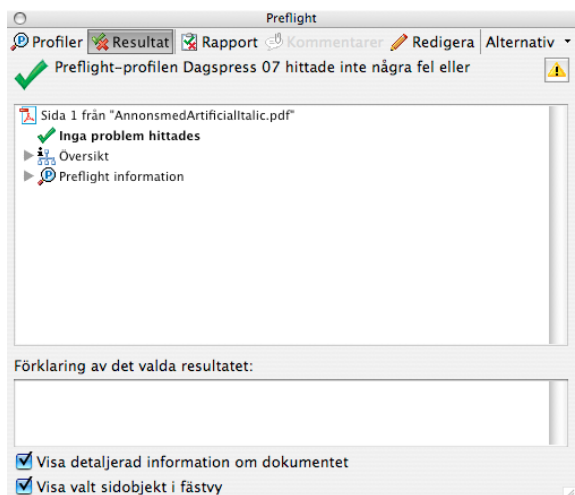 Preflight
Profiler Resultat Rapport Kommentarer Redigera Alternativ
Preflight-profilen Dagspress 07 hittade inte några fel eller
Sida 1 från "AnnonsmedArtificialItalic.pdf"
Inga problem hittades
Översikt
Preflight information
Förklaring av det valda resultatet:
Visa detaljerad information om dokumentet
Visa valt sidobjekt i fästvy